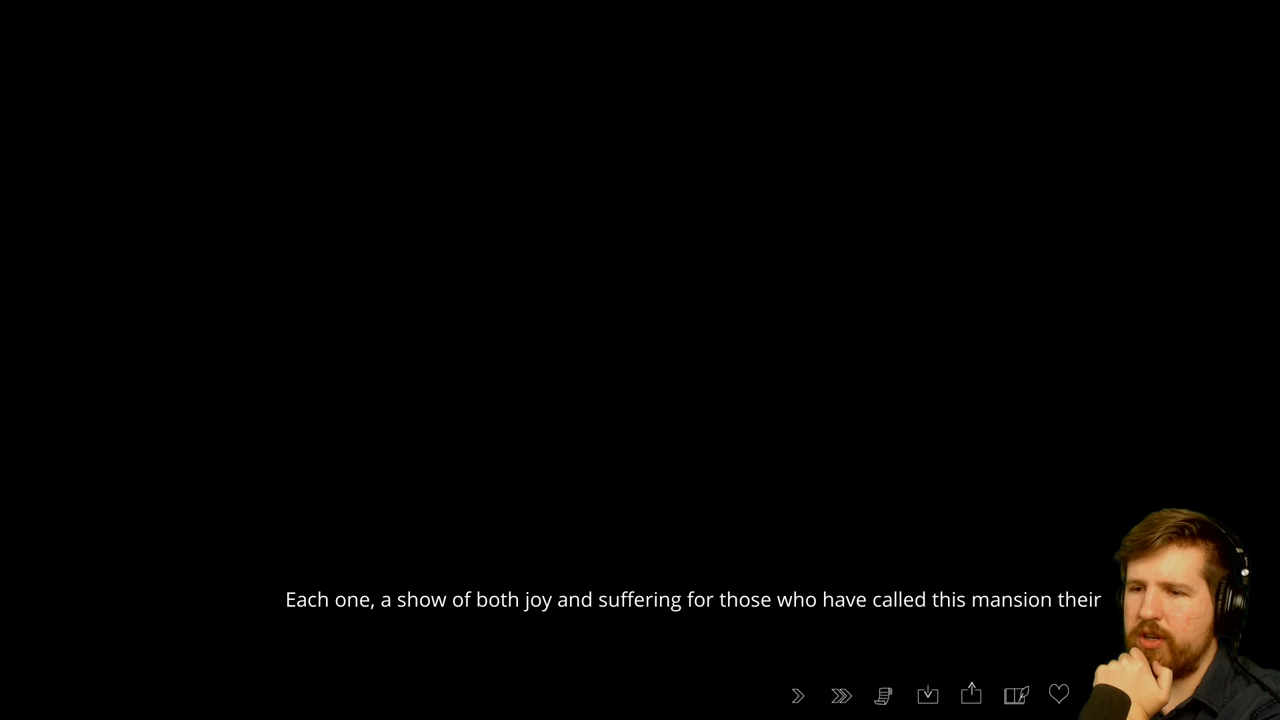 Each one, a show of both joy and suffering for those who have called this mansion their